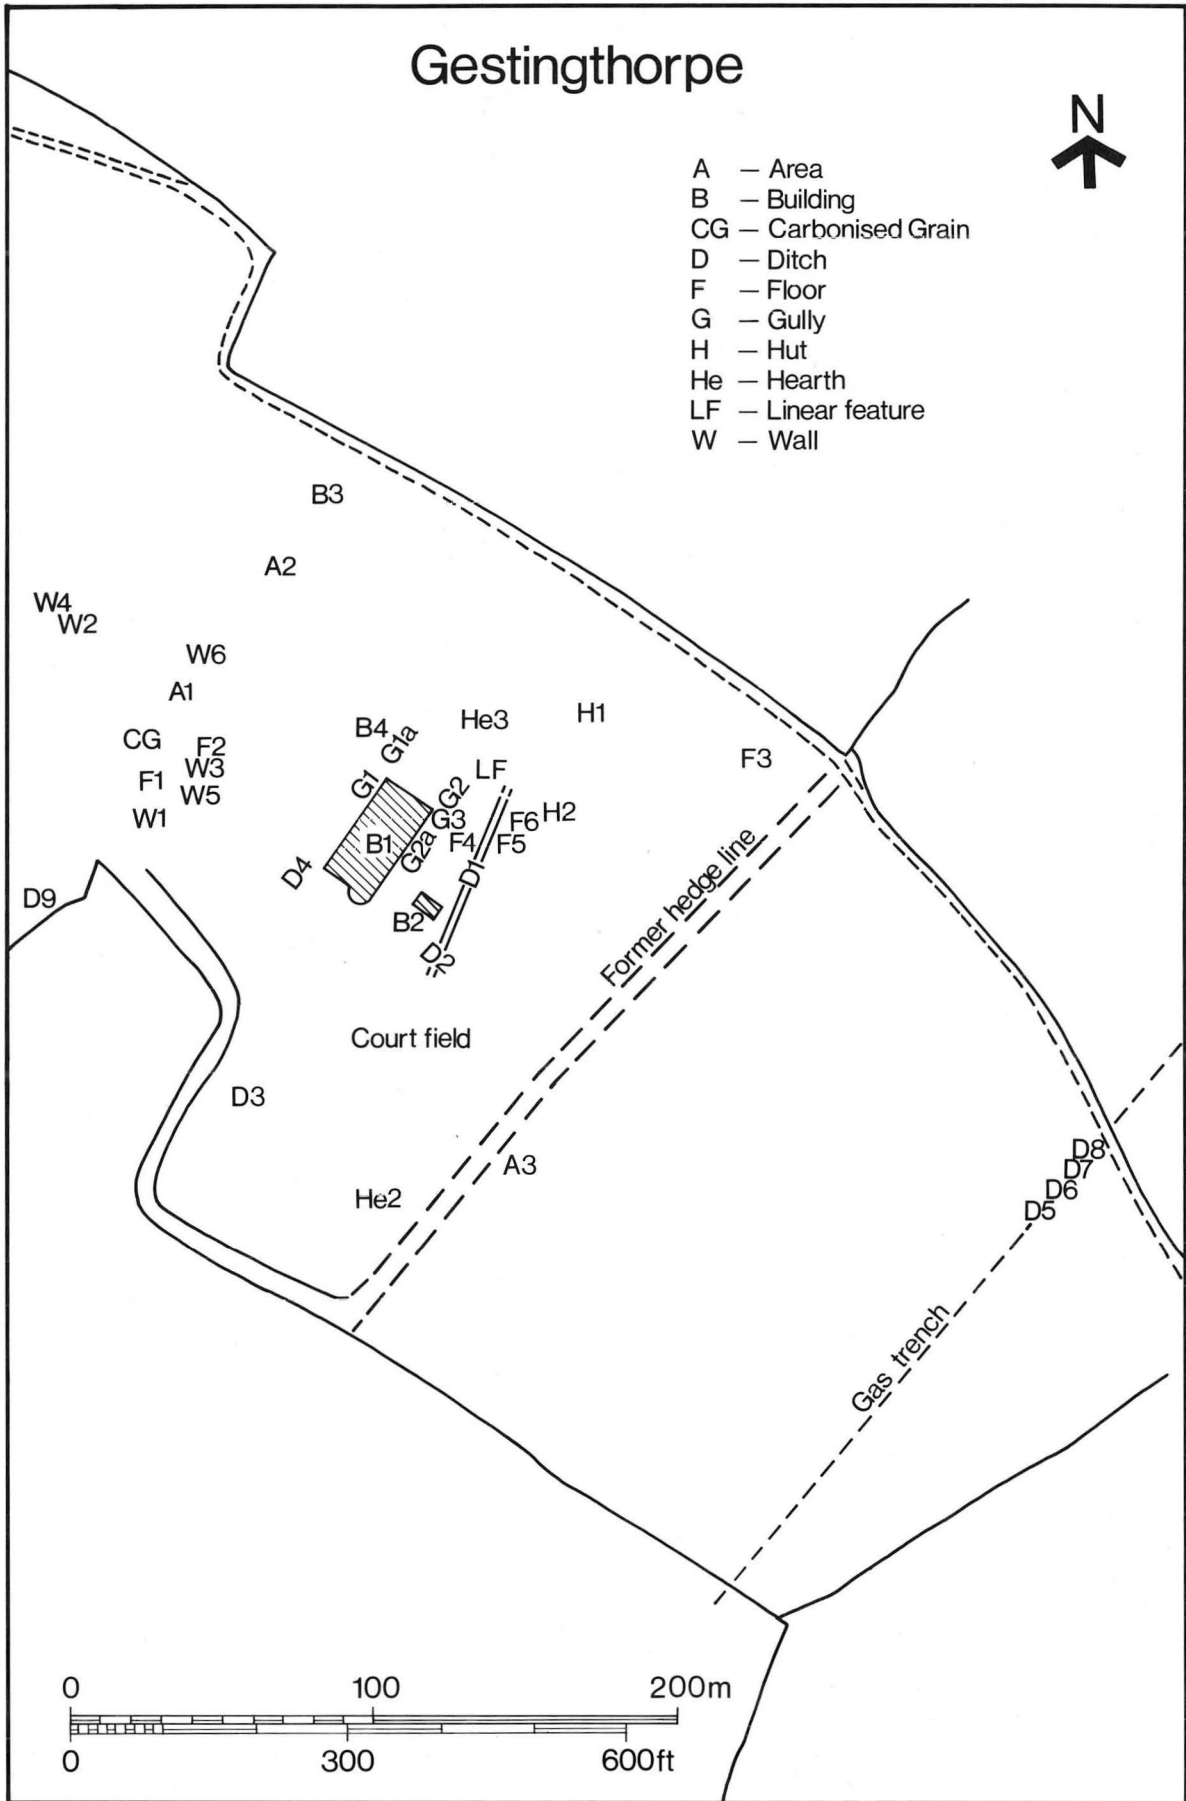 Gestingthorpe
N
A – Area
B – Building
CG – Carbonised Grain
D – Ditch
F – Floor
G – Gully
H – Hut
He – Hearth
LF – Linear feature
W – Wall
B3
A2
W4
W2
W6
A1
CG
F2
W3
F1
W5
W1
B4
G1a
He3
H1
F3
LF
G1
G2
G3
F6
H2
B1
G2a
F4
F5
D4
D1
D9
B2
D2
Former hedge line
Court field
D3
A3
He2
D8
D7
D6
D5
Gas trench
0 100 200m
0 300 600ft